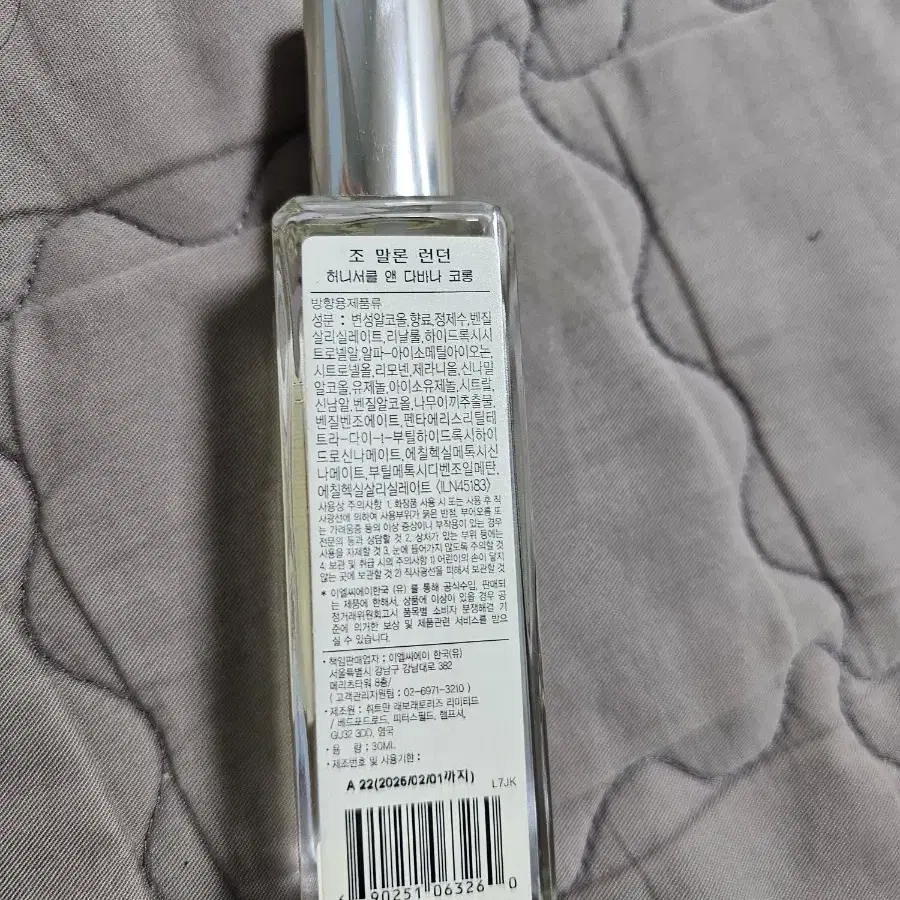 조 말론 런던
허니서클 앤 다바나 코롱
방향용제품류
성분 : 변성알코올,향료,정제수,벤질
살리실레이트,리날룰,하이드록시시
트로넬알,알파-아이소메틸아이오논,
시트로넬올,리모넨,제라니올,신나밀
알코올,유제놀,아이소유제놀,시트랄,
신남알,벤질알코올,나무이끼추출물,
벤질벤조에이트,펜타에리스리틸테
트라-다이-t-부틸하이드록시하이
드로신나메이트,에칠헥실메톡시신
나메이트,부틸메톡시디벤조일메탄,
에칠헥실살리실레이트 (ILN45183)
사용상 주의사항 1. 화장품 사용 시 또는 사용 후 직
사광선에 의하여 사용부위가 붉은 반점, 부어오름 또
는 가려움증 등의 이상 증상이나 부작용이 있는 경우
전문의 등과 상담할 것 2. 상처가 있는 부위 등에는
사용을 자제할 것 3. 눈에 들어가지 않도록 주의할 것
4. 보관 및 취급 시의 주의사항 1) 어린이의 손이 닿지
않는 곳에 보관할 것 2) 직사광선을 피해서 보관할 것
* 이엘씨에이한국 (유) 를 통해 공식수입, 판매되
는 제품에 한해서, 상품에 이상이 있을 경우 공
정거래위원회고시 품목별 소비자 분쟁해결 기
준에 의거한 보상 및 제품관련 서비스를 받으
실 수 있습니다.
· 책임판매업자 : 이엘씨에이 한국(유)
서울특별시 강남구 강남대로 382
메리츠타워 8층/
( 고객관리지원팀 : 02-6971-3210 )
· 제조원 : 휘트만 래보래토리즈 리미티드
/ 베드포드로드, 피터스필드, 햄프셔,
GU32 3DD, 영국
· 용 량 : 30ML
· 제조번호 및 사용기한 :
A 22(2026/02/01까지) L7JK
6 90251 06326 0